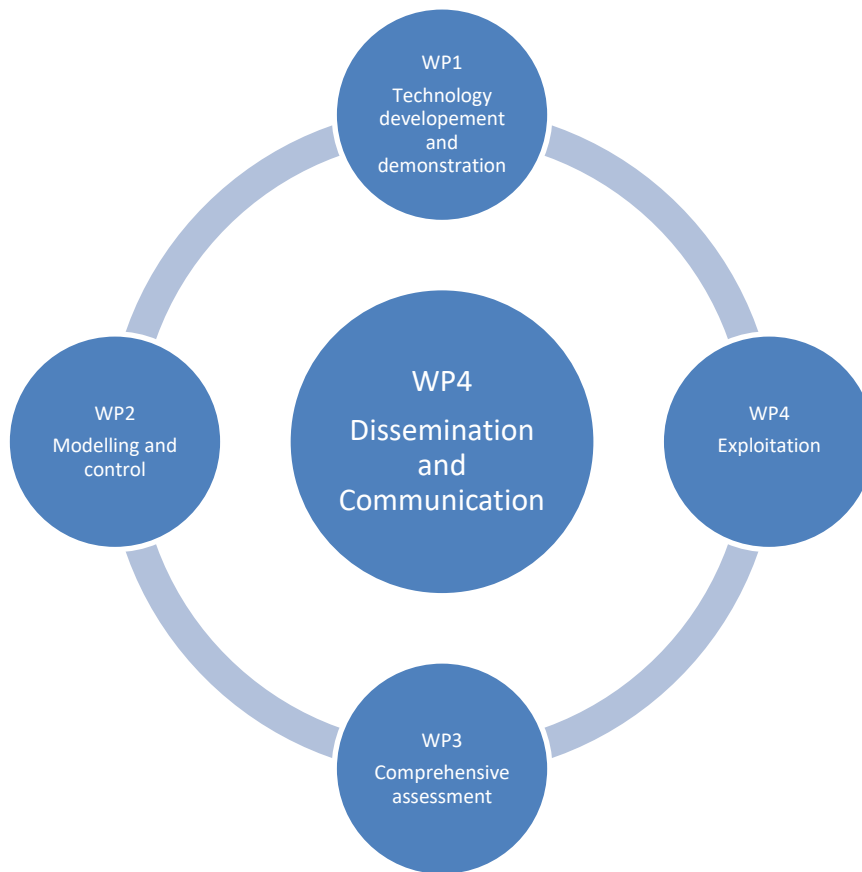 WP1
Technology
developement
and
demonstration
WP4
Dissemination
and
Communication
WP2
Modelling and
control
WP4
Exploitation
WP3
Comprehensive
assessment